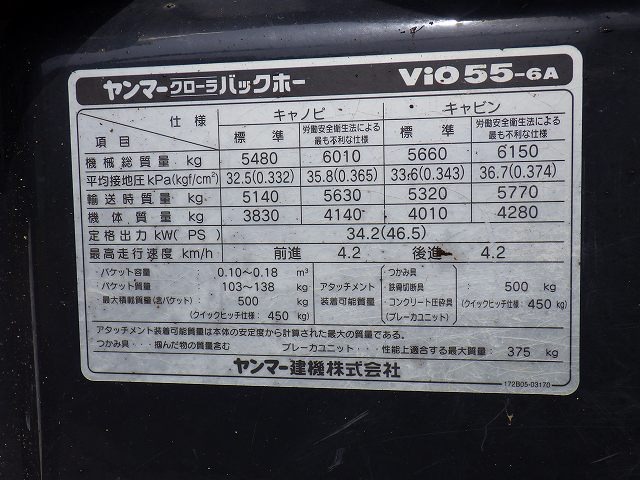 ヤンマークローラバックホー ViO55-6A
仕様 キャノピ キャビン
項目 標準 労働安全衛生法による最も不利な仕様 標準 労働安全衛生法による最も不利な仕様
機械総質量 kg 5480 6010 5660 6150
平均接地圧 kPa(kgf/cm²) 32.5(0.332) 35.8(0.365) 33.6(0.343) 36.7(0.374)
輸送時質量 kg 5140 5630 5320 5770
機体質量 kg 3830 4140 4010 4280
定格出力 kW( PS) 34.2(46.5)
最高走行速度 km/h 前進 4.2 後進 4.2
バケット容量 0.10~0.18 m³
バケット質量 103~138 kg
最大積載質量(含バケット) 500 kg
(クイックヒッチ仕様: 450 kg)
アタッチメント装着可能質量
つかみ具
鉄骨切断具
コンクリート圧砕具
(ブレーカユニット)
500 kg
(クイックヒッチ仕様: 450 kg)
アタッチメント装着可能質量は本体の安定度から計算された最大の質量である。
つかみ具・・・掴んだ物の質量含む ブレーカユニット・・・性能上適合する最大質量: 375 kg
ヤンマー建機株式会社
172B05-03170